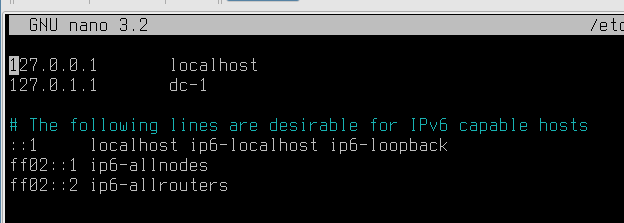 GNU nano 3.2 /etc
127.0.0.1 localhost
127.0.1.1 dc-1
# The following lines are desirable for IPv6 capable hosts
::1 localhost ip6-localhost ip6-loopback
ff02::1 ip6-allnodes
ff02::2 ip6-allrouters